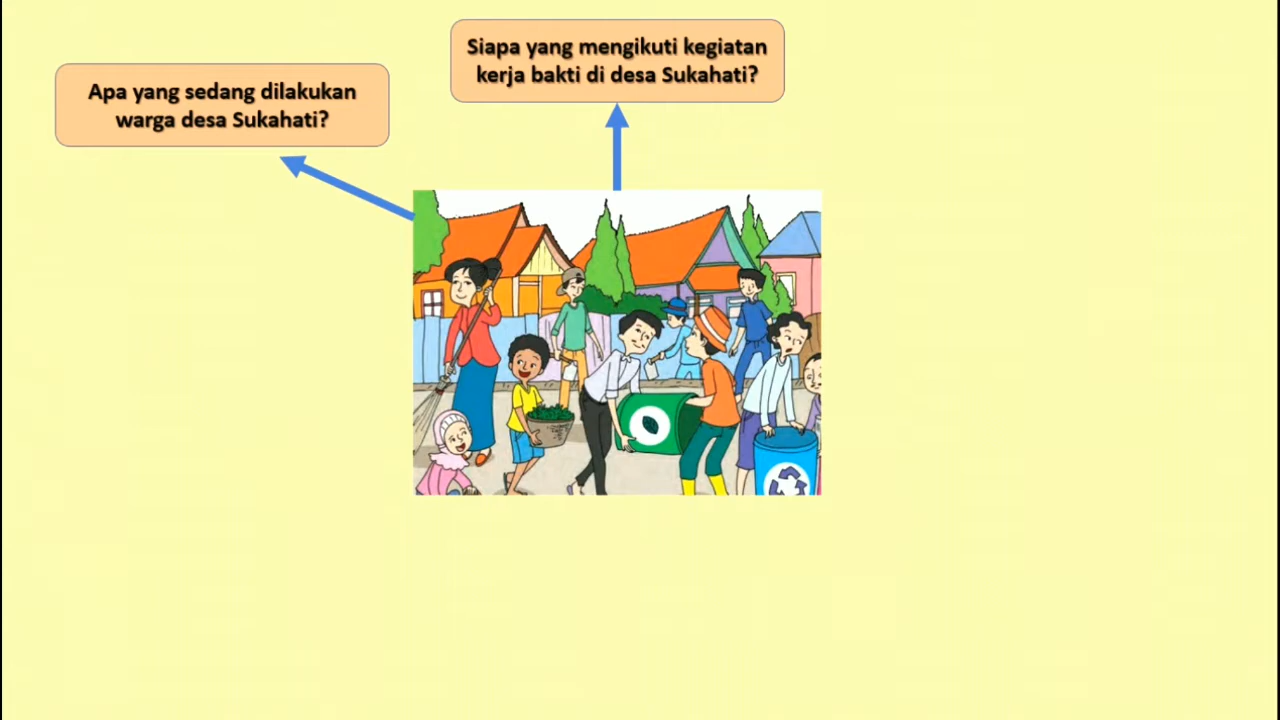 Apa yang sedang dilakukan
warga desa Sukahati?
Siapa yang mengikuti kegiatan
kerja bakti di desa Sukahati?